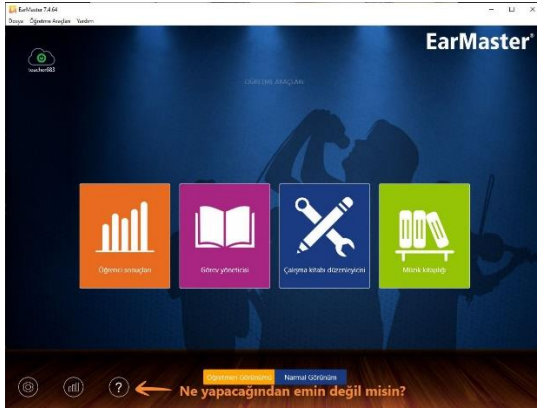 EarMaster 7.4.64
Dosya Öğretme Araçları Yardım
EarMaster®
teacher683
ÖĞRETME ARAÇLARI
Öğrenci sonuçları
Görev yöneticisi
Çalışma kitabı düzenleyicisi
Müzik kitaplığı
Öğretmen Görünümü Normal Görünüm
? Ne yapacağından emin değil misin?